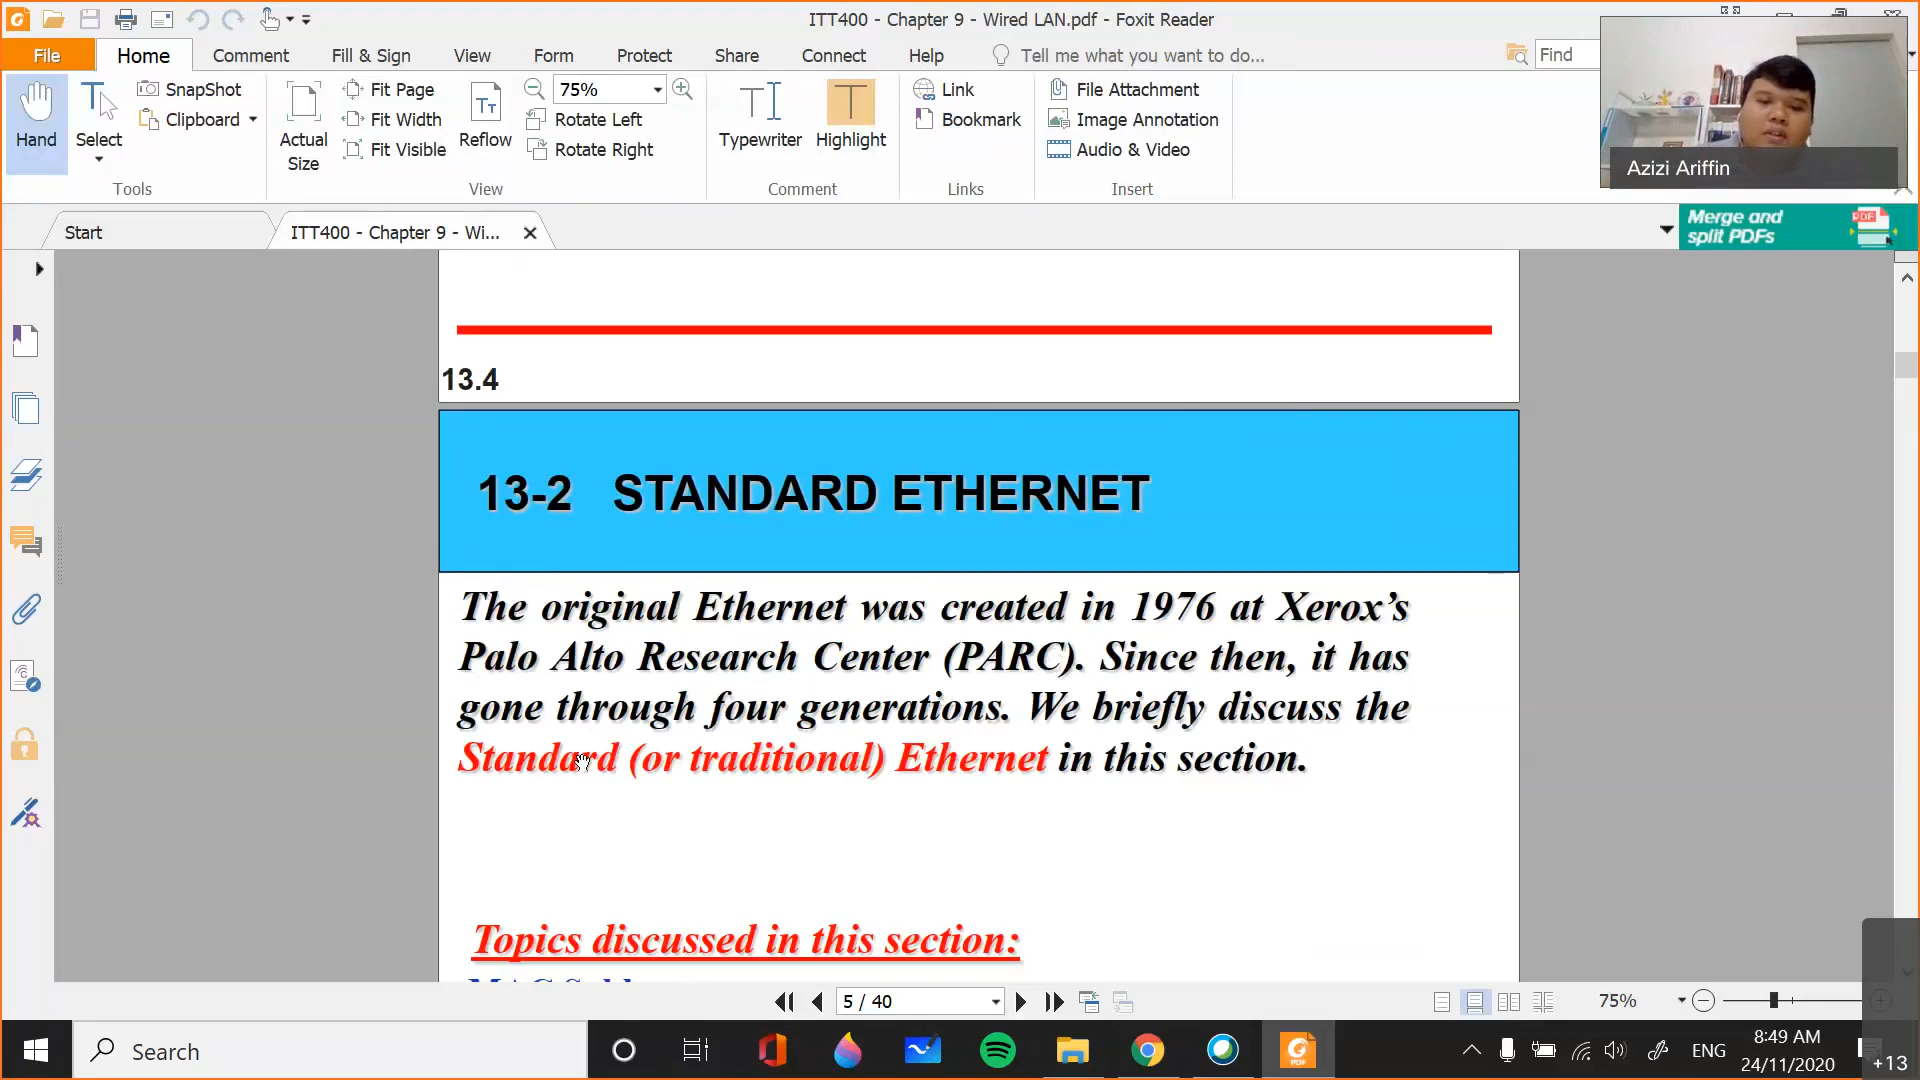 ITT400 - Chapter 9 - Wired LAN.pdf - Foxit Reader
File
Home
Comment
Fill & Sign
View
Form
Protect
Share
Connect
Help
Tell me what you want to do...
Find
Hand
Select
SnapShot
Clipboard
Actual
Size
Fit Page
Fit Width
Fit Visible
Reflow
75%
Rotate Left
Rotate Right
Typewriter
Highlight
Link
Bookmark
File Attachment
Image Annotation
Audio & Video
Tools
View
Comment
Links
Insert
Azizi Ariffin
Start
ITT400 - Chapter 9 - Wi...
Merge and
split PDFs
PDF
13.4
13-2 STANDARD ETHERNET
The original Ethernet was created in 1976 at Xerox’s
Palo Alto Research Center (PARC). Since then, it has
gone through four generations. We briefly discuss the
Standard (or traditional) Ethernet in this section.
Topics discussed in this section:
5 / 40
75%
Search
ENG
8:49 AM
24/11/2020
+13